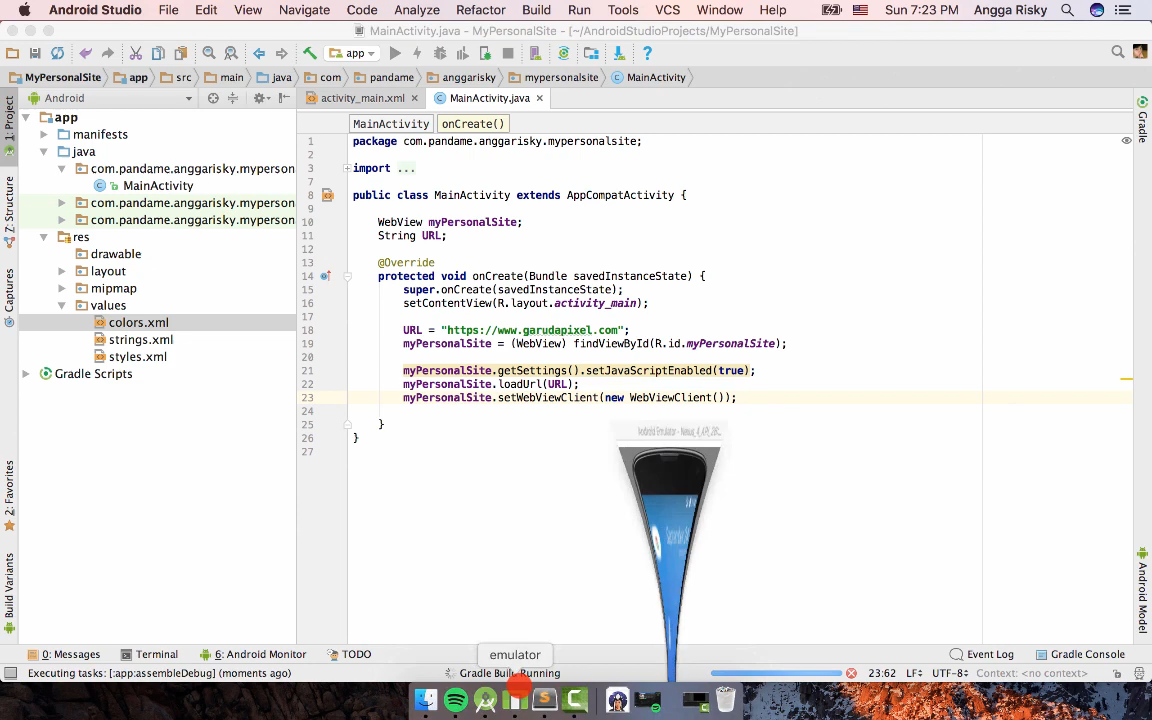 Android Studio File Edit View Navigate Code Analyze Refactor Build Run Tools VCS Window Help Sun 7:23 PM Angga Risky
MainActivity.java - MyPersonalSite - [~/AndroidStudioProjects/MyPersonalSite]
app
MyPersonalSite app src main java com pandame anggarisky mypersonalsite MainActivity
1: Project
Z: Structure
Captures
2: Favorites
Build Variants
Android
app
manifests
java
com.pandame.anggarisky.myperson
MainActivity
com.pandame.anggarisky.myperson
com.pandame.anggarisky.myperson
res
drawable
layout
mipmap
values
colors.xml
strings.xml
styles.xml
Gradle Scripts
activity_main.xml MainActivity.java
MainActivity onCreate()
1 package com.pandame.anggarisky.mypersonalsite;
2
3 import ...
7
8 public class MainActivity extends AppCompatActivity {
9
10 WebView myPersonalSite;
11 String URL;
12
13 @Override
14 protected void onCreate(Bundle savedInstanceState) {
15 super.onCreate(savedInstanceState);
16 setContentView(R.layout.activity_main);
17
18 URL = "https://www.garudapixel.com";
19 myPersonalSite = (WebView) findViewById(R.id.myPersonalSite);
20
21 myPersonalSite.getSettings().setJavaScriptEnabled(true);
22 myPersonalSite.loadUrl(URL);
23 myPersonalSite.setWebViewClient(new WebViewClient());
24
25 }
26 }
27
Gradle
Android Model
0: Messages Terminal 6: Android Monitor TODO Event Log Gradle Console
emulator
Executing tasks: [:app:assembleDebug] (moments ago) Gradle Build Running 23:62 LF UTF-8 Context: <no context>